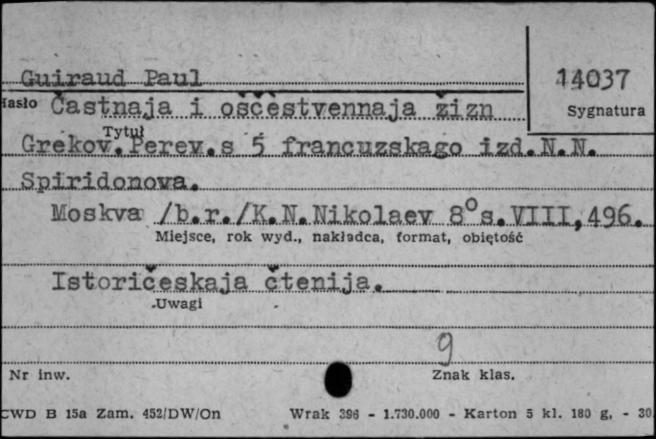 Guiraud Paul
14037
Hasło Častnaja i oščestvennaja žizn
Sygnatura
Tytuł
Grekov.Perev.s 5 francuzskago izd.N.N.
Spiridonova.
Moskva /b.r./K.N.Nikolaev 8° s.VIII,496.
Miejsce, rok wyd., nakładca, format, obiętość
Istoričeskaja čtenija.
Uwagi
9
Nr inw.
Znak klas.
CWD B 15a Zam. 452/DW/On Wrak 396 - 1.730.000 - Karton 5 kl. 180 g, - 30.